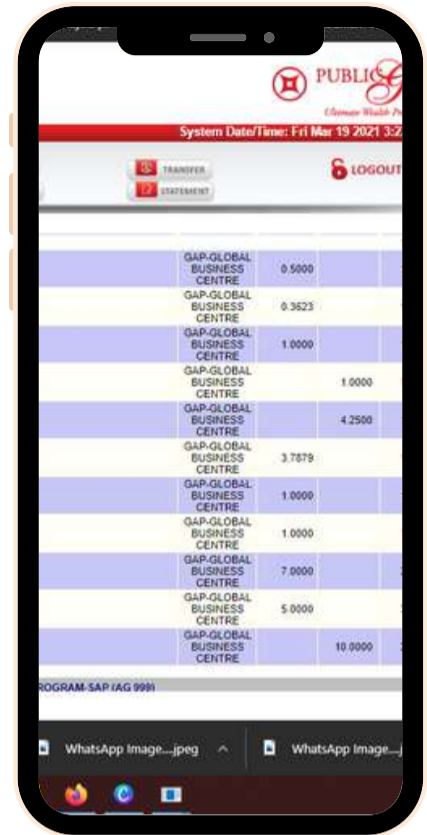 PUBLIC
G
Ultimate Wealth
System Date/Time: Fri Mar 19 2021 3:2
TRANSFER
STATEMENT
LOGOUT
GAP-GLOBAL
BUSINESS 0.5000
CENTRE
GAP-GLOBAL
BUSINESS 0.3623
CENTRE
GAP-GLOBAL
BUSINESS 1.0000
CENTRE
GAP-GLOBAL
BUSINESS 1.0000
CENTRE
GAP-GLOBAL
BUSINESS 4.2500
CENTRE
GAP-GLOBAL
BUSINESS 3.7879
CENTRE
GAP-GLOBAL
BUSINESS 1.0000
CENTRE
GAP-GLOBAL
BUSINESS 1.0000
CENTRE
GAP-GLOBAL
BUSINESS 7.0000
CENTRE
GAP-GLOBAL
BUSINESS 5.0000
CENTRE
GAP-GLOBAL
BUSINESS 10.0000
CENTRE
ROGRAM-SAP (AG 999)
WhatsApp Image....jpeg WhatsApp Image....j